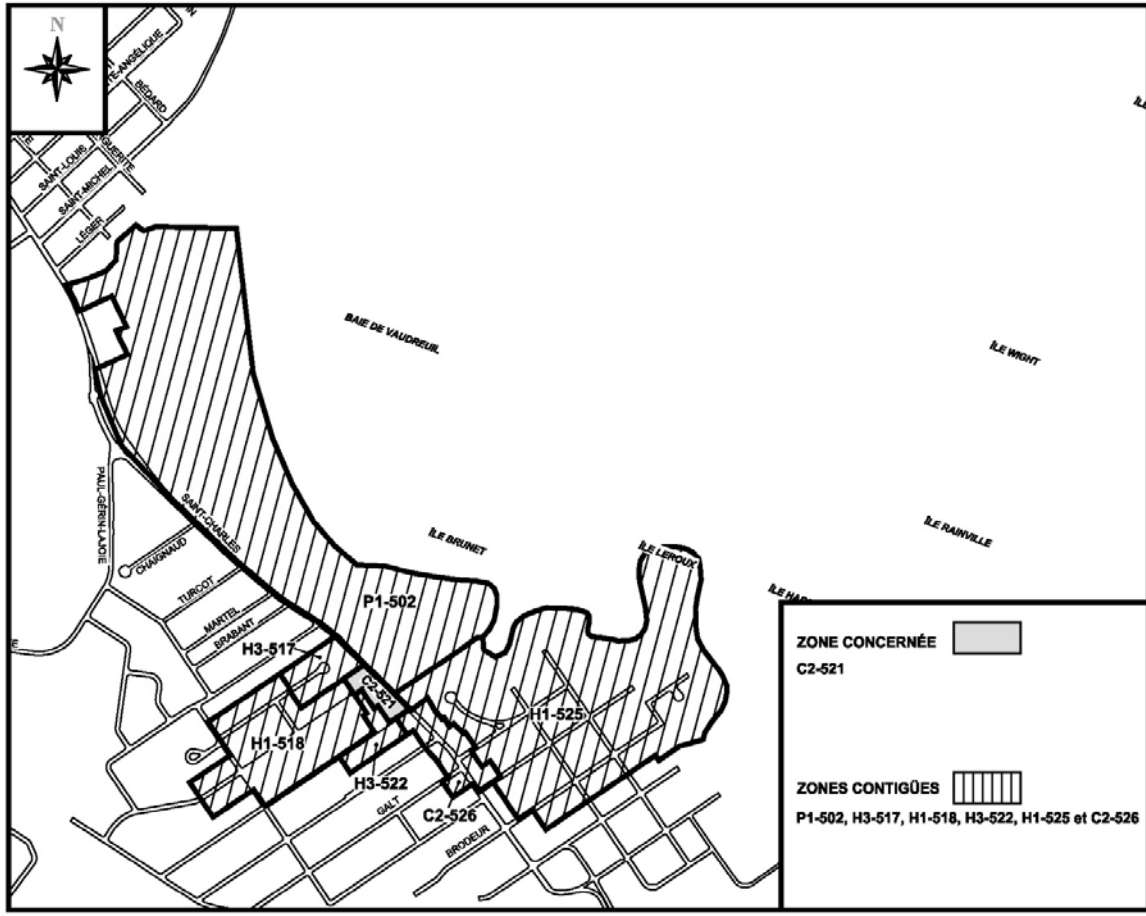 N
TE-ANGÉLIQUE
BÉDARD
GUERITE
SAINT-LOUIS
SAINT-MICHEL
LÉGER
BAIE DE VAUDREUIL
ÎLE WIGHT
PAUL-GÉRIN-LAJOIE
SAINT-CHARLES
CHAIGNAUD
TURCOT
MARTEL
BRABANT
ÎLE BRUNET
ÎLE LEROUX
ÎLE RAINVILLE
P1-502
H3-517
C2-521
H1-525
H1-518
H3-522
GALT
C2-526
BRODEUR
ZONE CONCERNÉE
C2-521
ZONES CONTIGÜES
P1-502, H3-517, H1-518, H3-522, H1-525 et C2-526